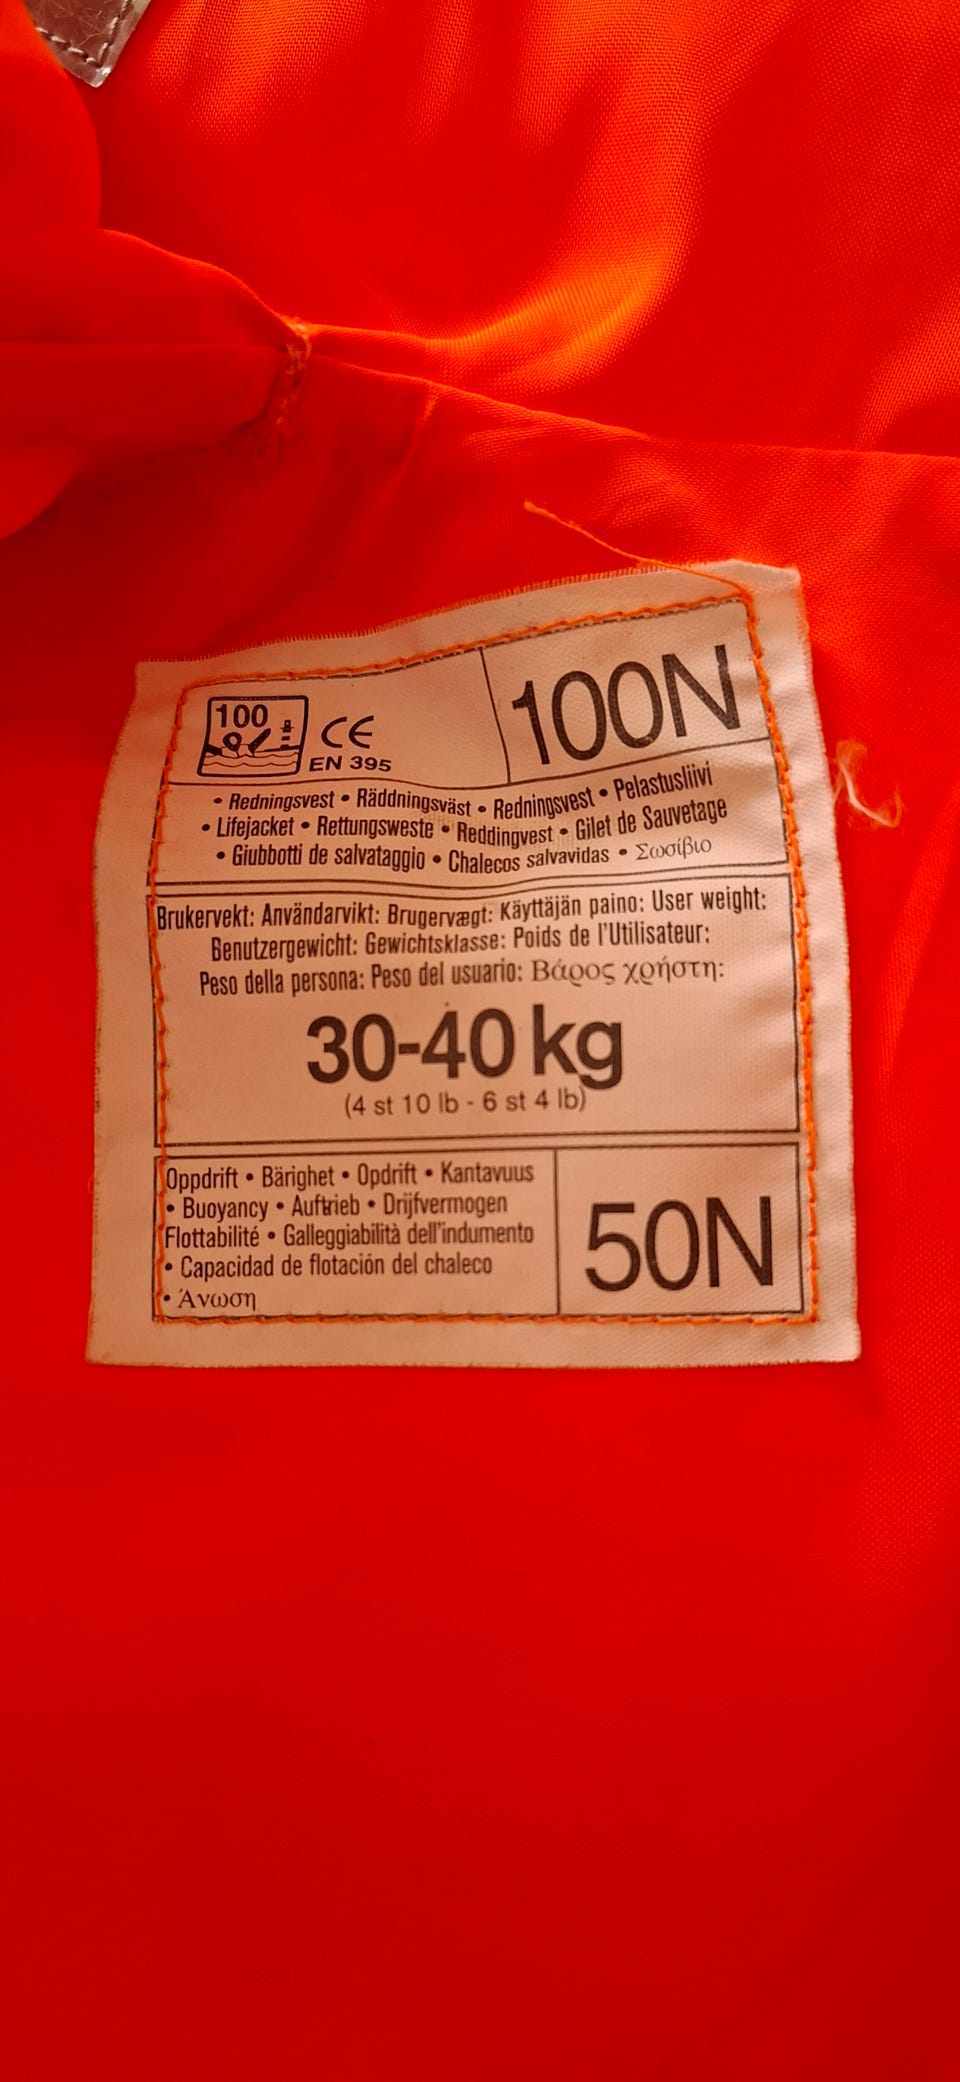 100
CE
EN 395
100N
• Redningsvest • Räddningsväst • Redningsvest • Pelastusliivi
• Lifejacket • Rettungsweste • Reddingvest • Gilet de Sauvetage
• Giubbotti de salvataggio • Chalecos salvavidas • Σωσίβιο
Brukervekt: Användarvikt: Brugervægt: Käyttäjän paino: User weight:
Benutzergewicht: Gewichtsklasse: Poids de l'Utilisateur:
Peso della persona: Peso del usuario: Βάρος χρήστη:
30-40 kg
(4 st 10 lb - 6 st 4 lb)
Oppdrift • Bärighet • Opdrift • Kantavuus
• Buoyancy • Auftrieb • Drijfvermogen
Flottabilité • Galleggiabilità dell'indumento
• Capacidad de flotación del chaleco
• Άνωση
50N